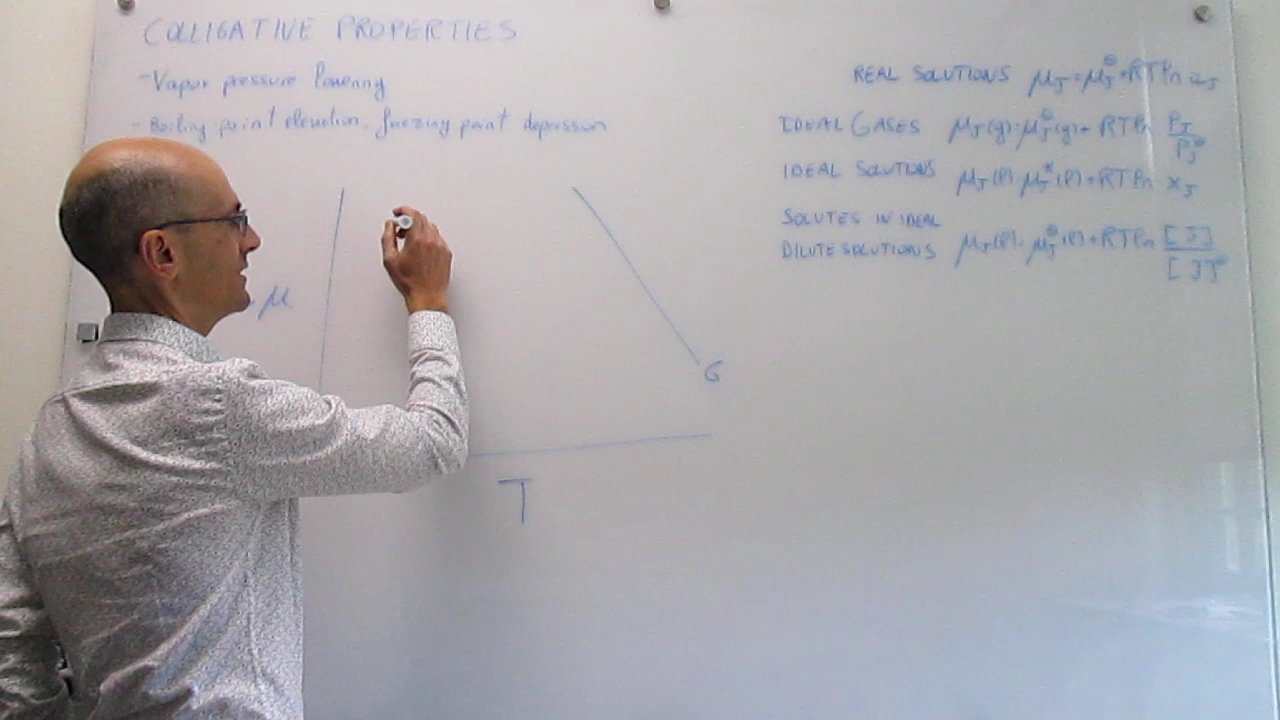 COLLIGATIVE PROPERTIES
- Vapor pressure lowering
- Boiling point elevation, freezing point depression
REAL SOLUTIONS μ_J = μ_J^⊖ + RT ln a_J
IDEAL GASES μ_J(g) = μ_J^⊖(g) + RT ln P_J / P_J^⊖
IDEAL SOLUTIONS μ_J(l) = μ_J^*(l) + RT ln x_J
SOLUTES IN IDEAL
DILUTE SOLUTIONS μ_J(l) = μ_J^⊖(l) + RT ln [J] / [J]^⊖
μ
G
T